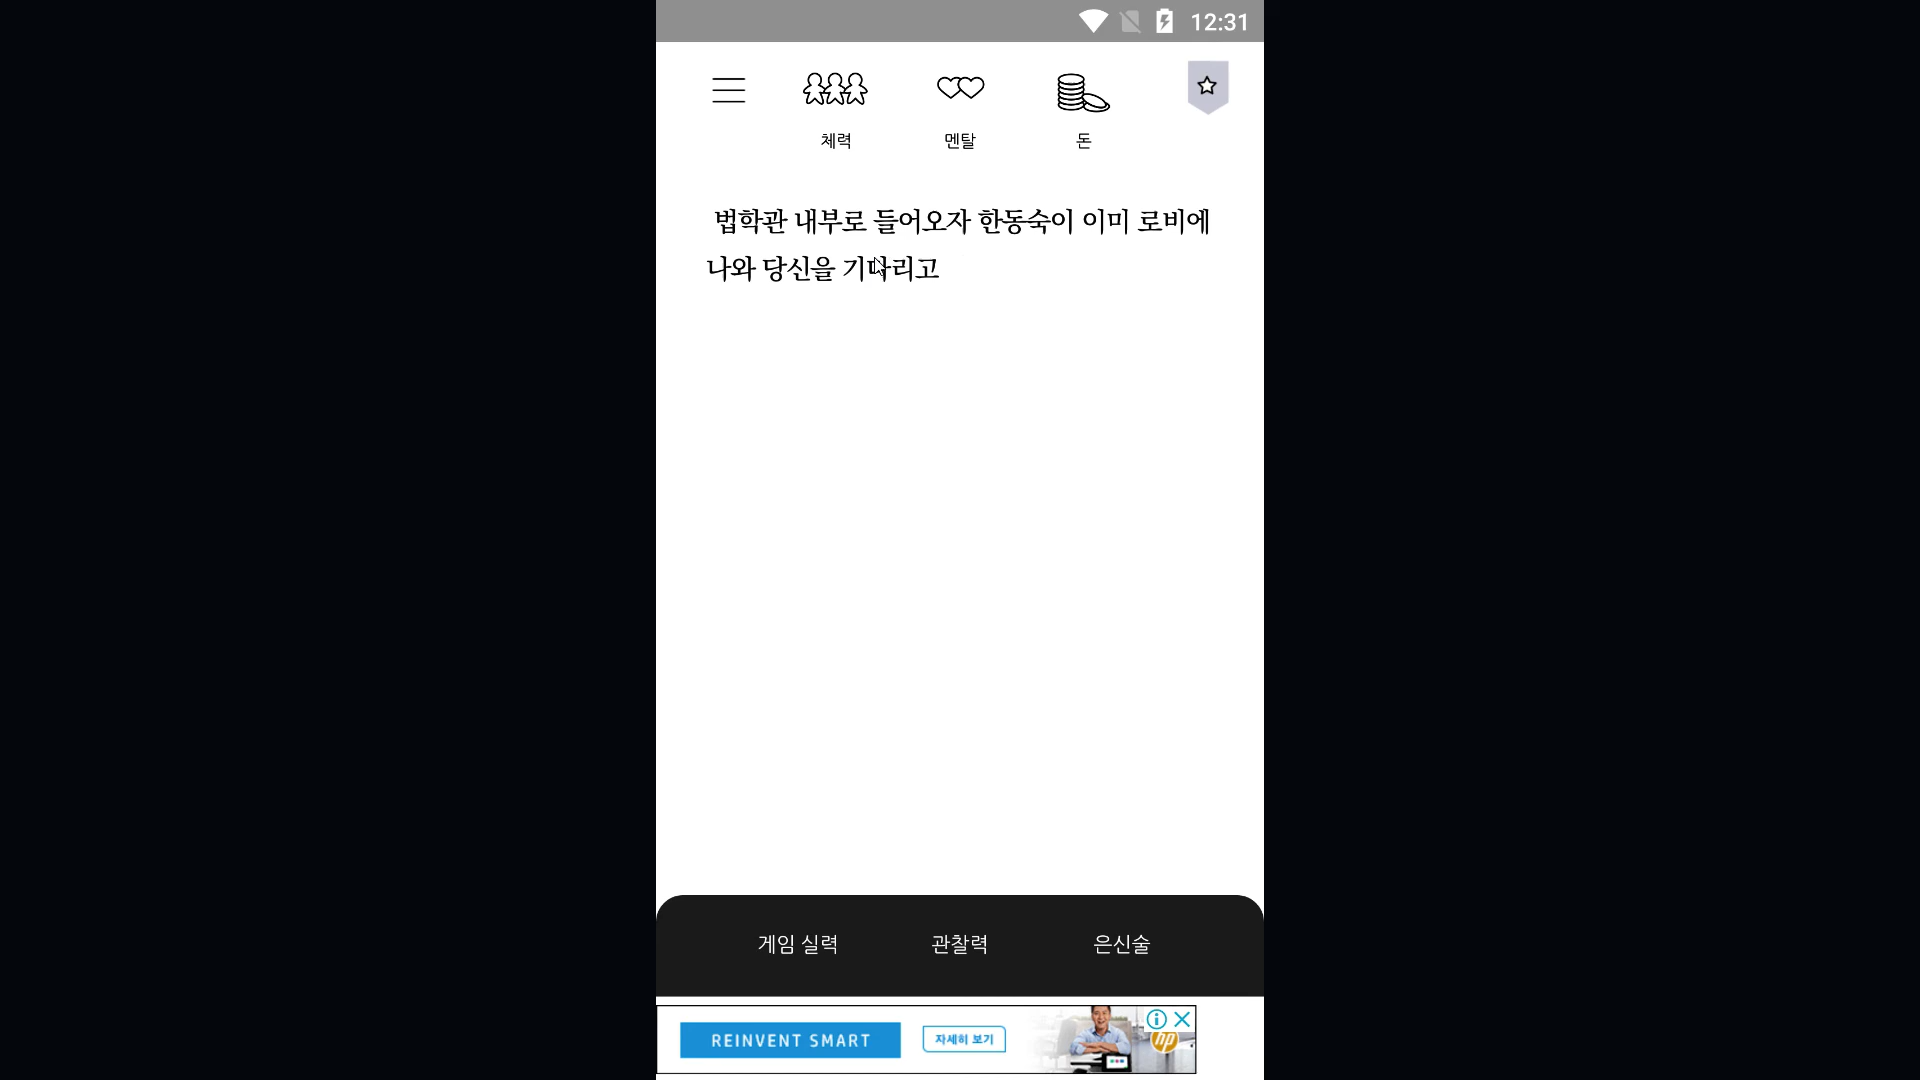 12:31
체력 멘탈 돈
법학관 내부로 들어오자 한동숙이 이미 로비에
나와 당신을 기다리고
게임 실력 관찰력 은신술
REINVENT SMART 자세히 보기 hp